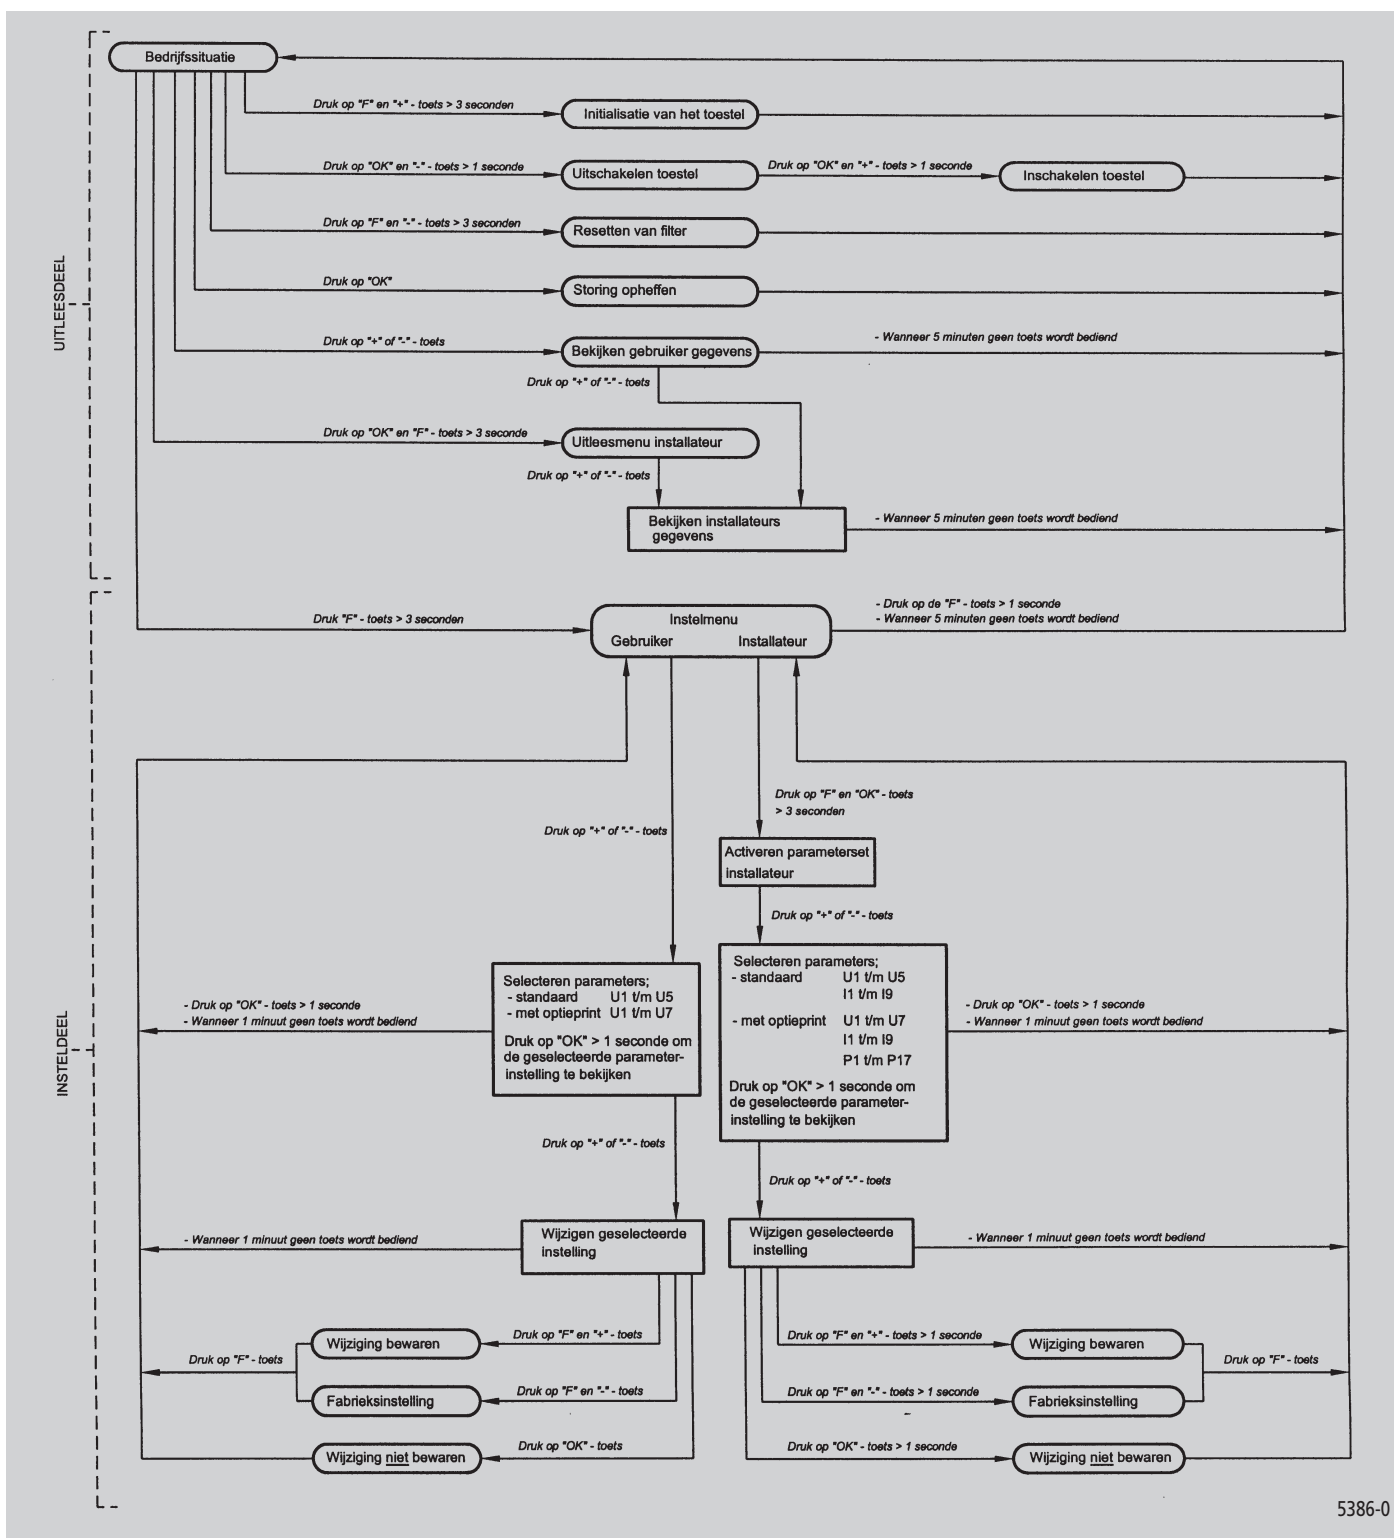 Bedrijfssituatie
Druk op "F" en "+" - toets > 3 seconden
Initialisatie van het toestel
Druk op "OK" en "-" - toets > 1 seconde
Uitschakelen toestel
Druk op "OK" en "+" - toets > 1 seconde
Inschakelen toestel
Druk op "F" en "-" - toets > 3 seconden
Resetten van filter
Druk op "OK"
Storing opheffen
UITLEESDEEL
Druk op "+" of "-" - toets
Bekijken gebruiker gegevens
- Wanneer 5 minuten geen toets wordt bediend
Druk op "+" of "-" - toets
Druk op "OK" en "F" - toets > 3 seconde
Uitleesmenu installateur
Druk op "+" of "-" - toets
Bekijken installateurs
gegevens
- Wanneer 5 minuten geen toets wordt bediend
Druk "F" - toets > 3 seconden
Instelmenu
Gebruiker Installateur
- Druk op de "F" - toets > 1 seconde
- Wanneer 5 minuten geen toets wordt bediend
Druk op "F" en "OK" - toets
> 3 seconden
Druk op "+" of "-" - toets
Activeren parameterset
installateur
Druk op "+" of "-" - toets
INSTELDEEL
Selecteren parameters;
- standaard U1 t/m U5
- met optieprint U1 t/m U7
Druk op "OK" > 1 seconde om
de geselecteerde parameter-
instelling te bekijken
- Druk op "OK" - toets > 1 seconde
- Wanneer 1 minuut geen toets wordt bediend
Selecteren parameters;
- standaard U1 t/m U5
I1 t/m I9
- met optieprint U1 t/m U7
I1 t/m I9
P1 t/m P17
Druk op "OK" > 1 seconde om
de geselecteerde parameter-
instelling te bekijken
- Druk op "OK" - toets > 1 seconde
- Wanneer 1 minuut geen toets wordt bediend
Druk op "+" of "-" - toets
Druk op "+" of "-" - toets
- Wanneer 1 minuut geen toets wordt bediend
Wijzigen geselecteerde
instelling
Wijzigen geselecteerde
instelling
- Wanneer 1 minuut geen toets wordt bediend
Druk op "F" - toets
Wijziging bewaren
Druk op "F" en "+" - toets
Fabrieksinstelling
Druk op "F" en "-" - toets
Wijziging niet bewaren
Druk op "OK" - toets
Druk op "F" en "+" - toets > 1 seconde
Wijziging bewaren
Druk op "F" - toets
Druk op "F" en "-" - toets > 1 seconde
Fabrieksinstelling
Druk op "OK" - toets > 1 seconde
Wijziging niet bewaren
5386-0